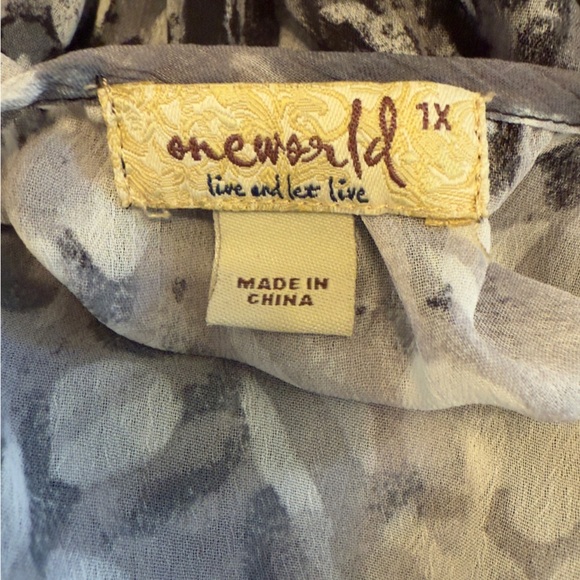 oneworld 1X
live and let live
MADE IN
CHINA